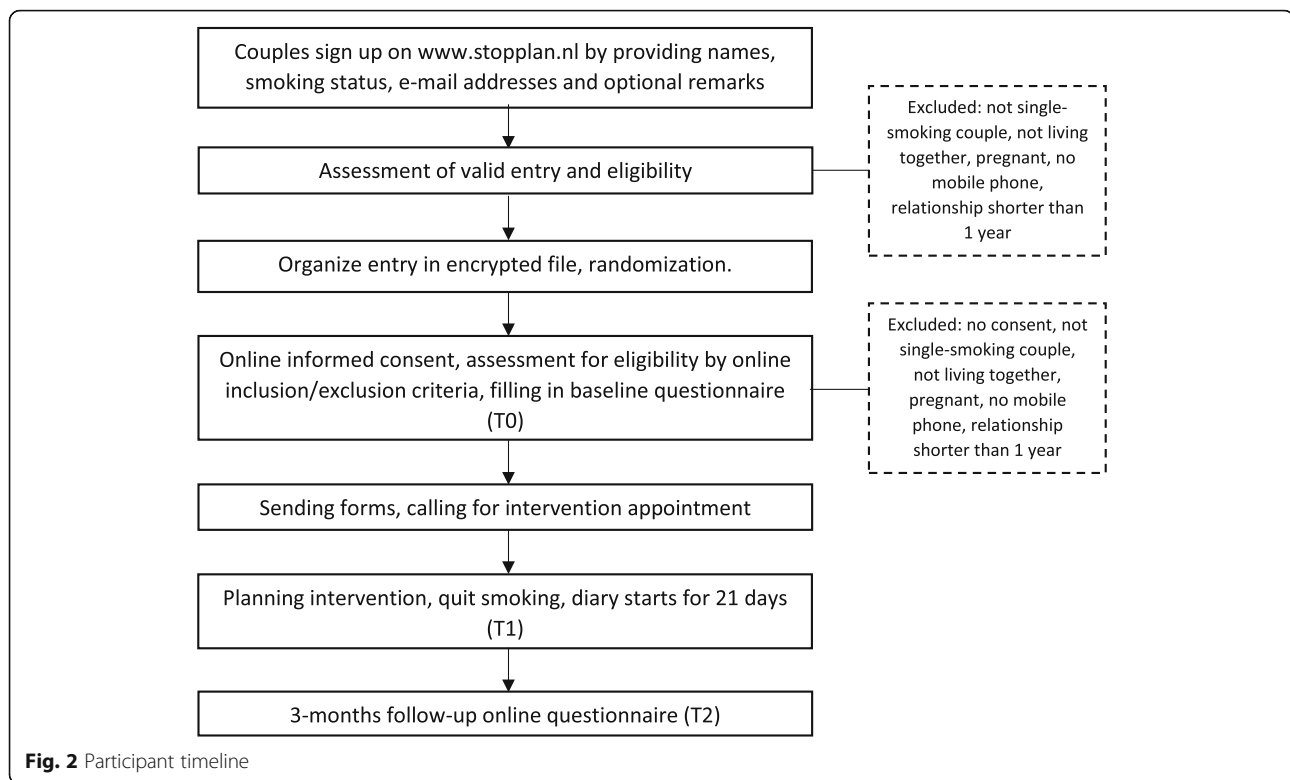 Couples sign up on www.stopplan.nl by providing names,
smoking status, e-mail addresses and optional remarks
Excluded: not single-
smoking couple, not living
together, pregnant, no
mobile phone,
relationship shorter than
1 year
Assessment of valid entry and eligibility
Organize entry in encrypted file, randomization.
Online informed consent, assessment for eligibility by online
inclusion/exclusion criteria, filling in baseline questionnaire
(T0)
Excluded: no consent, not
single-smoking couple,
not living together,
pregnant, no mobile
phone, relationship
shorter than 1 year
Sending forms, calling for intervention appointment
Planning intervention, quit smoking, diary starts for 21 days
(T1)
3-months follow-up online questionnaire (T2)
Fig. 2 Participant timeline